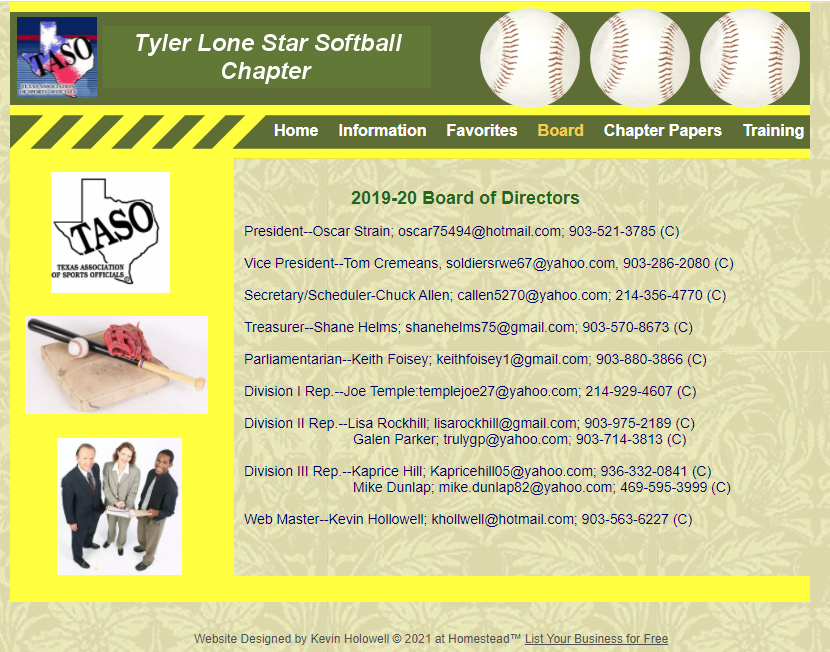 TASO
TEXAS ASSOCIATION
OF SPORTS OFFICIALS
Tyler Lone Star Softball
Chapter
Home Information Favorites Board Chapter Papers Training
TASO
TEXAS ASSOCIATION
OF SPORTS OFFICIALS
2019-20 Board of Directors
President--Oscar Strain; oscar75494@hotmail.com; 903-521-3785 (C)
Vice President--Tom Cremeans, soldiersrwe67@yahoo.com, 903-286-2080 (C)
Secretary/Scheduler-Chuck Allen; callen5270@yahoo.com; 214-356-4770 (C)
Treasurer--Shane Helms; shanehelms75@gmail.com; 903-570-8673 (C)
Parliamentarian--Keith Foisey; keithfoisey1@gmail.com; 903-880-3866 (C)
Division I Rep.--Joe Temple:templejoe27@yahoo.com; 214-929-4607 (C)
Division II Rep.--Lisa Rockhill; lisarockhill@gmail.com; 903-975-2189 (C)
Galen Parker; trulygp@yahoo.com; 903-714-3813 (C)
Division III Rep.--Kaprice Hill; Kapricehill05@yahoo.com; 936-332-0841 (C)
Mike Dunlap; mike.dunlap82@yahoo.com; 469-595-3999 (C)
Web Master--Kevin Hollowell; khollwell@hotmail.com; 903-563-6227 (C)
Website Designed by Kevin Holowell © 2021 at Homestead™ List Your Business for Free